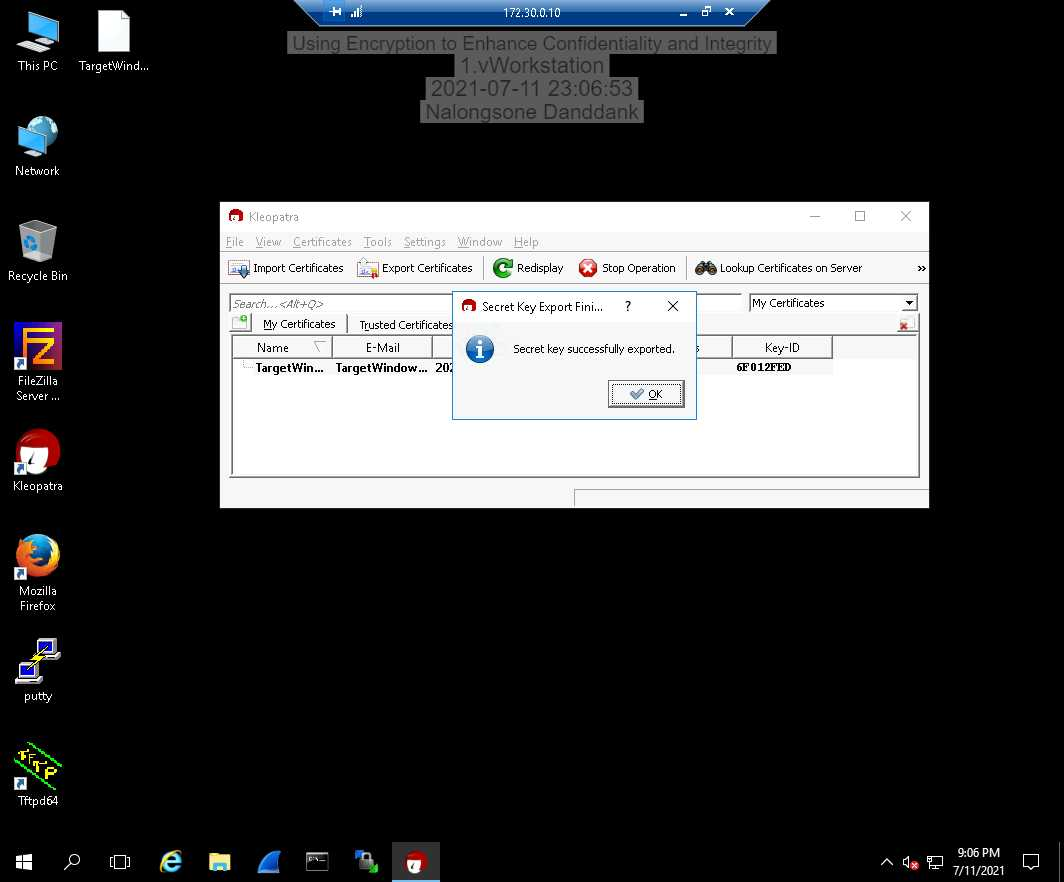 172.30.0.10
Using Encryption to Enhance Confidentiality and Integrity
1.vWorkstation
2021-07-11 23:06:53
Nalongsone Danddank
This PC
TargetWind...
Network
Recycle Bin
FileZilla
Server ...
Kleopatra
Mozilla
Firefox
putty
Tftpd64
Kleopatra
File View Certificates Tools Settings Window Help
Import Certificates Export Certificates Redisplay Stop Operation Lookup Certificates on Server »
Search...<Alt+Q>
My Certificates
My Certificates Trusted Certificates
Name E-Mail s Key-ID
TargetWin... TargetWindow... 202 6F012FED
Secret Key Export Fini... ?
Secret key successfully exported.
OK
9:06 PM
7/11/2021